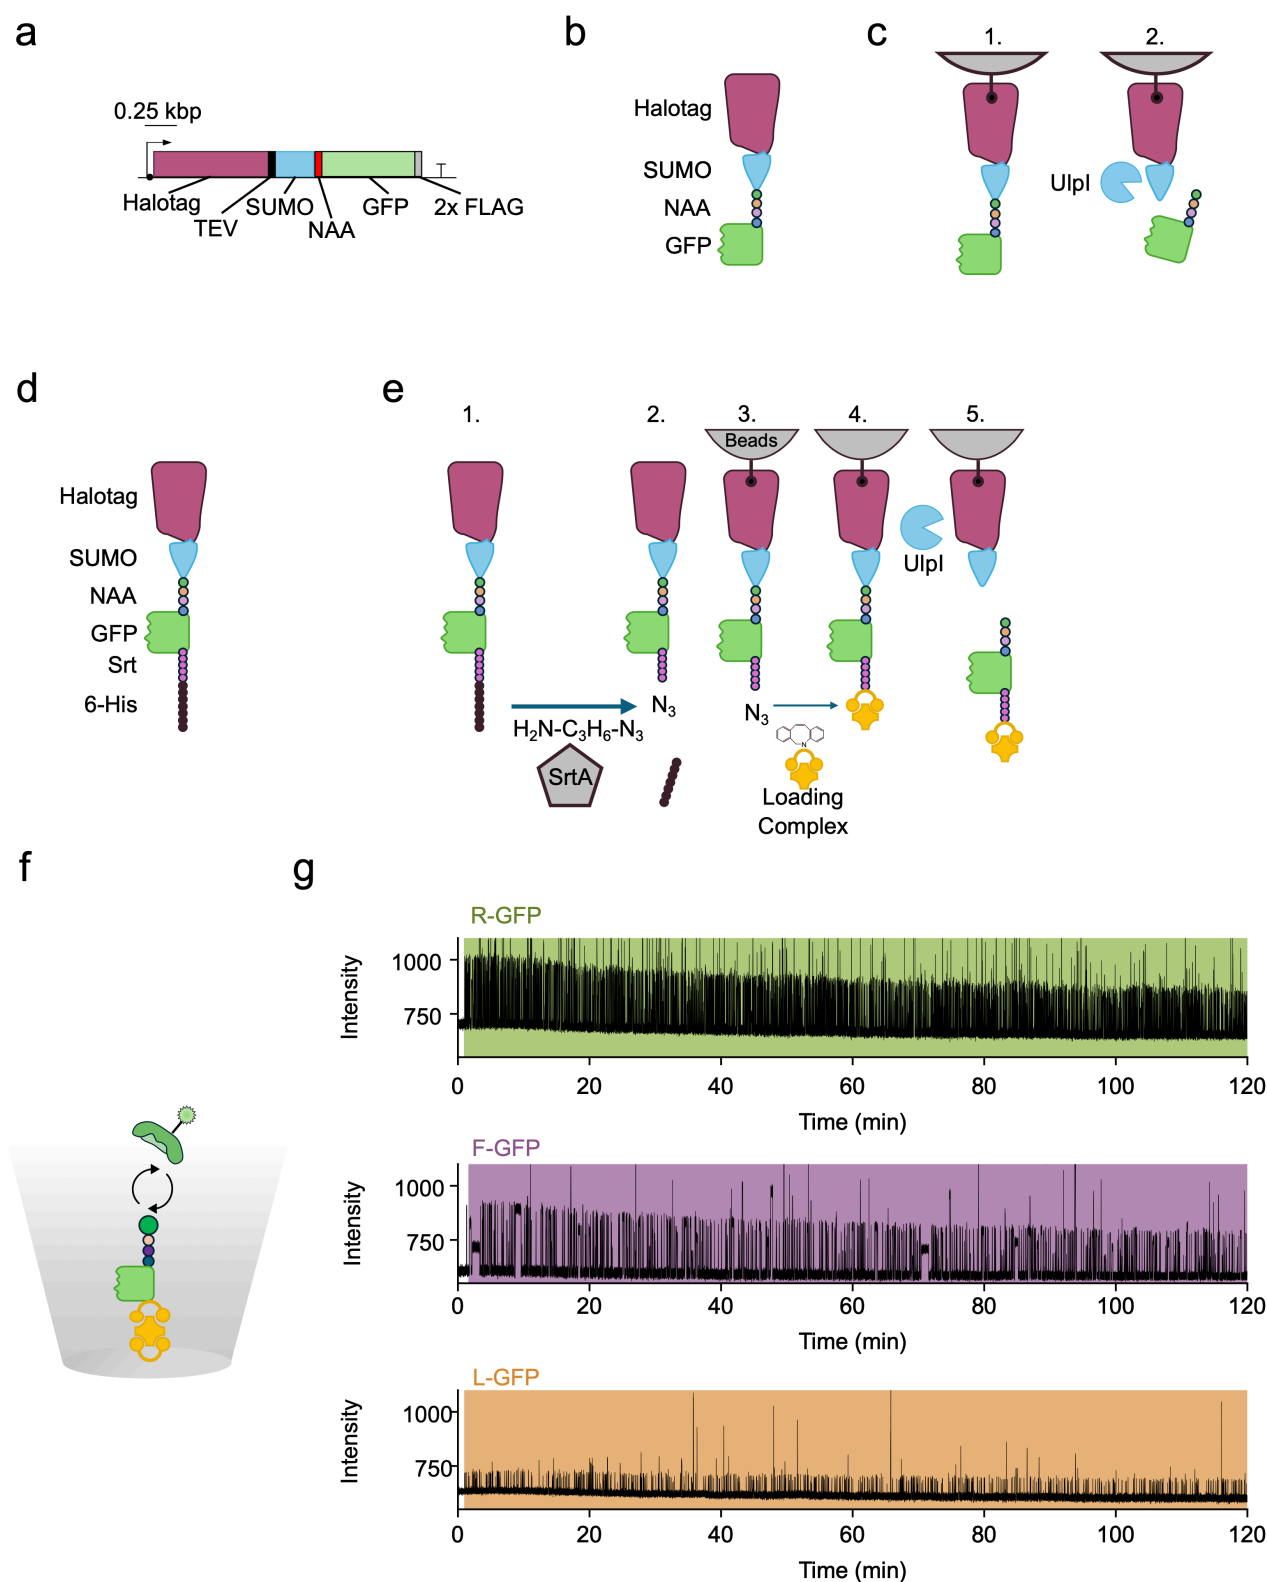 a
0.25 kbp
Halotag
TEV
SUMO
NAA
GFP
2x FLAG
b
Halotag
SUMO
NAA
GFP
c
1.
2.
UlpI
d
Halotag
SUMO
NAA
GFP
Srt
6-His
e
1.
2.
3.
4.
5.
Beads
UlpI
H₂N-C₃H₆-N₃
SrtA
N₃
N₃
N
Loading
Complex
f
g
R-GFP
Intensity
1000
750
0 20 40 60 80 100 120
Time (min)
F-GFP
Intensity
1000
750
0 20 40 60 80 100 120
Time (min)
L-GFP
Intensity
1000
750
0 20 40 60 80 100 120
Time (min)